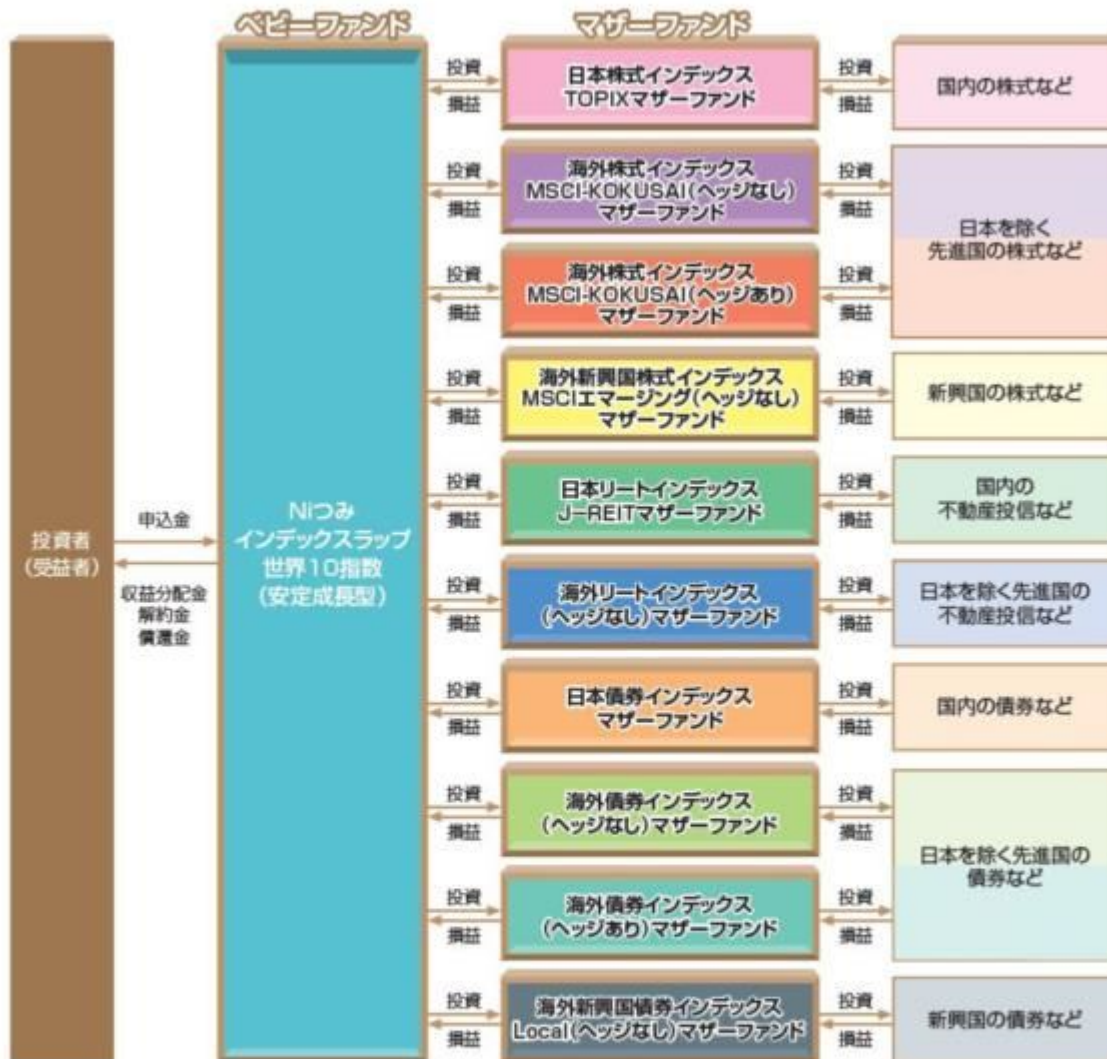 ベビーファンド
マザーファンド
投資者
(受益者)
申込金
収益分配金
解約金
償還金
Niつみ
インデックスラップ
世界10指数
(安定成長型)
投資
損益
日本株式インデックス
TOPIXマザーファンド
投資
損益
国内の株式など
投資
損益
海外株式インデックス
MSCI-KOKUSAI(ヘッジなし)
マザーファンド
投資
損益
日本を除く
先進国の株式など
投資
損益
海外株式インデックス
MSCI-KOKUSAI(ヘッジあり)
マザーファンド
投資
損益
投資
損益
海外新興国株式インデックス
MSCIエマージング(ヘッジなし)
マザーファンド
投資
損益
新興国の株式など
投資
損益
日本リートインデックス
J-REITマザーファンド
投資
損益
国内の
不動産投信など
投資
損益
海外リートインデックス
(ヘッジなし)マザーファンド
投資
損益
日本を除く先進国の
不動産投信など
投資
損益
日本債券インデックス
マザーファンド
投資
損益
国内の債券など
投資
損益
海外債券インデックス
(ヘッジなし)マザーファンド
投資
損益
日本を除く先進国の
債券など
投資
損益
海外債券インデックス
(ヘッジあり)マザーファンド
投資
損益
投資
損益
海外新興国債券インデックス
Local(ヘッジなし)マザーファンド
投資
損益
新興国の債券など